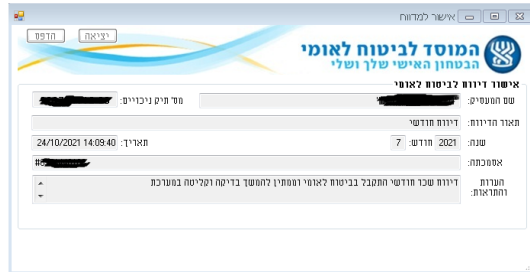 אישור למדווח
יציאה הדפס
המוסד לביטוח לאומי
הבטחון האישי שלך ושלי
אישור דיווח לביטוח לאומי
שם המעסיק: מס׳ תיק ניכויים:
תאור הדיווח: דיווח חודשי
שנה: 2021 חודש: 7 תאריך: 24/10/2021 14:09:40
אסמכתה:
הערות והתראות: דיווח שכר חודשי התקבל בביטוח לאומי וממתין להמשך בדיקה וקליטה במערכת